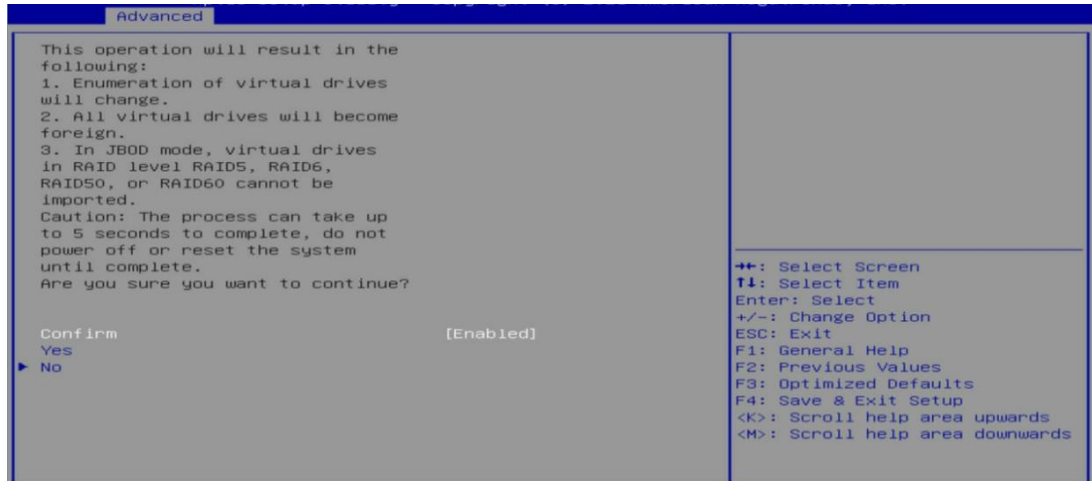 Advanced
This operation will result in the
following:
1. Enumeration of virtual drives
will change.
2. All virtual drives will become
foreign.
3. In JBOD mode, virtual drives
in RAID level RAID5, RAID6,
RAID50, or RAID60 cannot be
imported.
Caution: The process can take up
to 5 seconds to complete, do not
power off or reset the system
until complete.
Are you sure you want to continue?
Confirm [Enabled]
Yes
▶ No
→←: Select Screen
↑↓: Select Item
Enter: Select
+/-: Change Option
ESC: Exit
F1: General Help
F2: Previous Values
F3: Optimized Defaults
F4: Save & Exit Setup
<K>: Scroll help area upwards
<M>: Scroll help area downwards